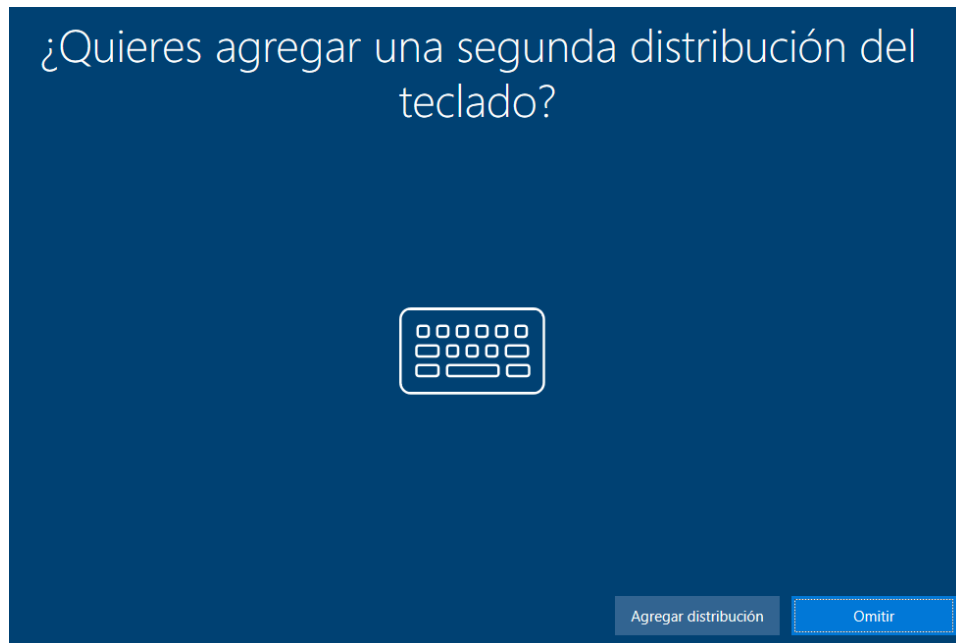 ¿Quieres agregar una segunda distribución del
teclado?
Agregar distribución
Omitir